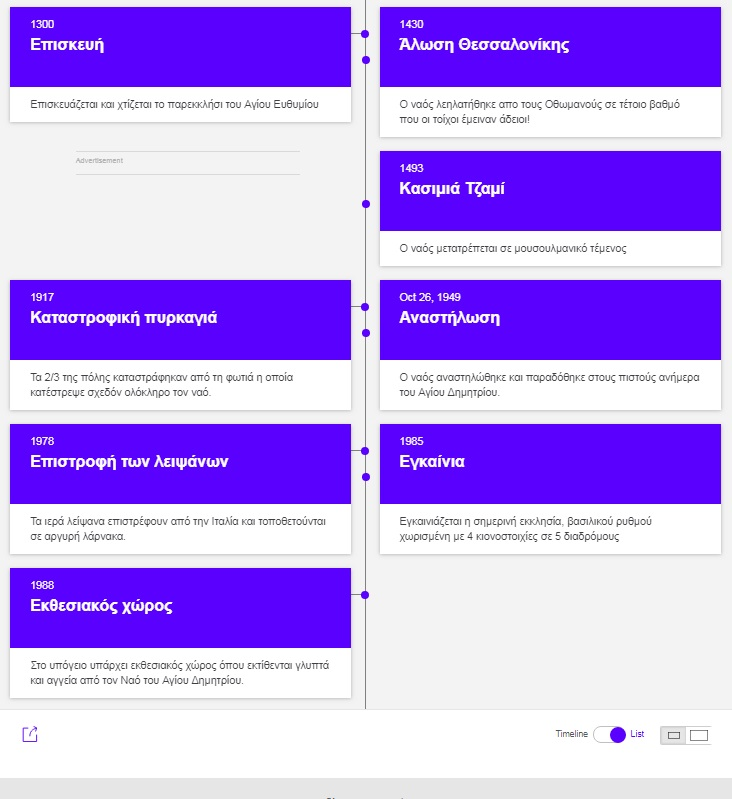 1300
Επισκευή
Επισκευάζεται και χτίζεται το παρεκκλήσι του Αγίου Ευθυμίου
1430
Άλωση Θεσσαλονίκης
Ο ναός λεηλατήθηκε απο τους Οθωμανούς σε τέτοιο βαθμό
που οι τοίχοι έμειναν άδειοι!
Advertisement
1493
Κασιμιά Τζαμί
Ο ναός μετατρέπεται σε μουσουλμανικό τέμενος
1917
Καταστροφική πυρκαγιά
Τα 2/3 της πόλης καταστράφηκαν από τη φωτιά η οποία
κατέστρεψε σχεδόν ολόκληρο τον ναό.
Oct 26, 1949
Αναστήλωση
Ο ναός αναστηλώθηκε και παραδόθηκε στους πιστούς ανήμερα
του Αγίου Δημητρίου.
1978
Επιστροφή των λειψάνων
Τα ιερά λείψανα επιστρέφουν από την Ιταλία και τοποθετούνται
σε αργυρή λάρνακα.
1985
Εγκαίνια
Εγκαινιάζεται η σημερινή εκκλησία, βασιλικού ρυθμού
χωρισμένη με 4 κιονοστοιχίες σε 5 διαδρόμους
1988
Εκθεσιακός χώρος
Στο υπόγειο υπάρχει εκθεσιακός χώρος όπου εκτίθενται γλυπτά
και αγγεία από τον Ναό του Αγίου Δημητρίου.
Timeline List